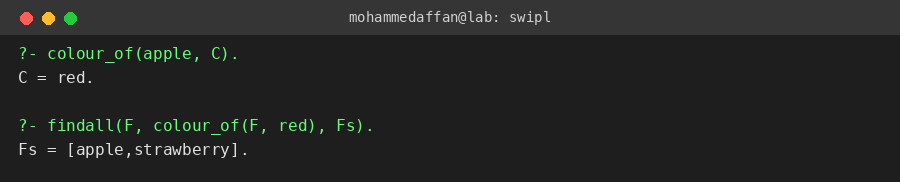 mohammedaffan@lab: swipl
?- colour_of(apple, C).
C = red.
?- findall(F, colour_of(F, red), Fs).
Fs = [apple,strawberry].